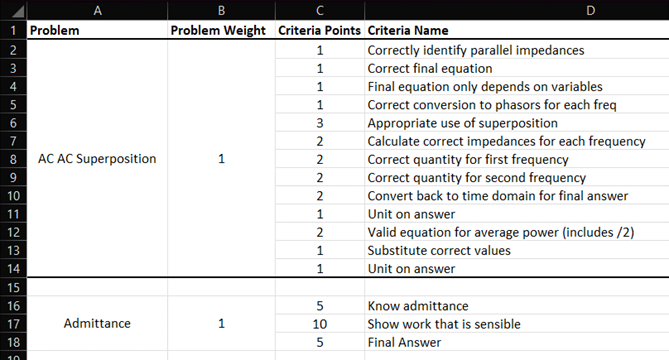 A B C D
1 Problem Problem Weight Criteria Points Criteria Name
2 1 Correctly identify parallel impedances
3 1 Correct final equation
4 1 Final equation only depends on variables
5 1 Correct conversion to phasors for each freq
6 3 Appropriate use of superposition
7 2 Calculate correct impedances for each frequency
8 AC AC Superposition 1 2 Correct quantity for first frequency
9 2 Correct quantity for second frequency
10 2 Convert back to time domain for final answer
11 1 Unit on answer
12 2 Valid equation for average power (includes /2)
13 1 Substitute correct values
14 1 Unit on answer
15
16 5 Know admittance
17 Admittance 1 10 Show work that is sensible
18 5 Final Answer